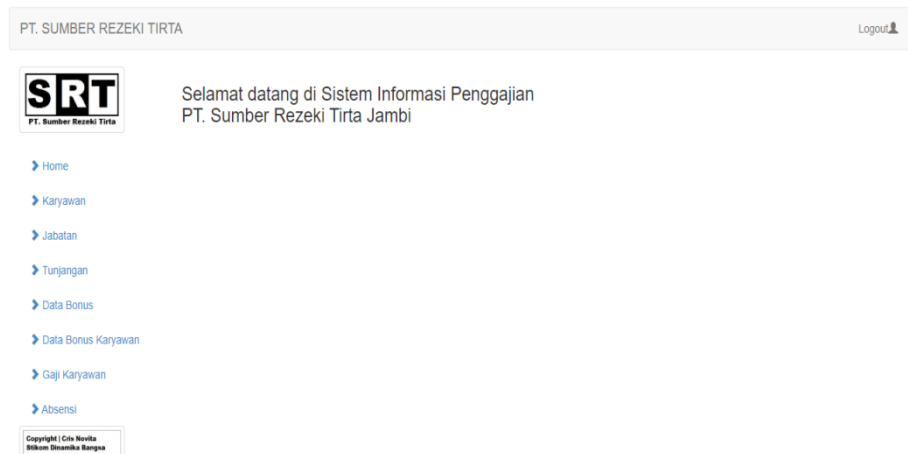 PT. SUMBER REZEKI TIRTA
Logout
SRT
PT. Sumber Rezeki Tirta
Selamat datang di Sistem Informasi Penggajian
PT. Sumber Rezeki Tirta Jambi
Home
Karyawan
Jabatan
Tunjangan
Data Bonus
Data Bonus Karyawan
Gaji Karyawan
Absensi
Copyright | Cris Novita
Stikom Dinamika Bangsa